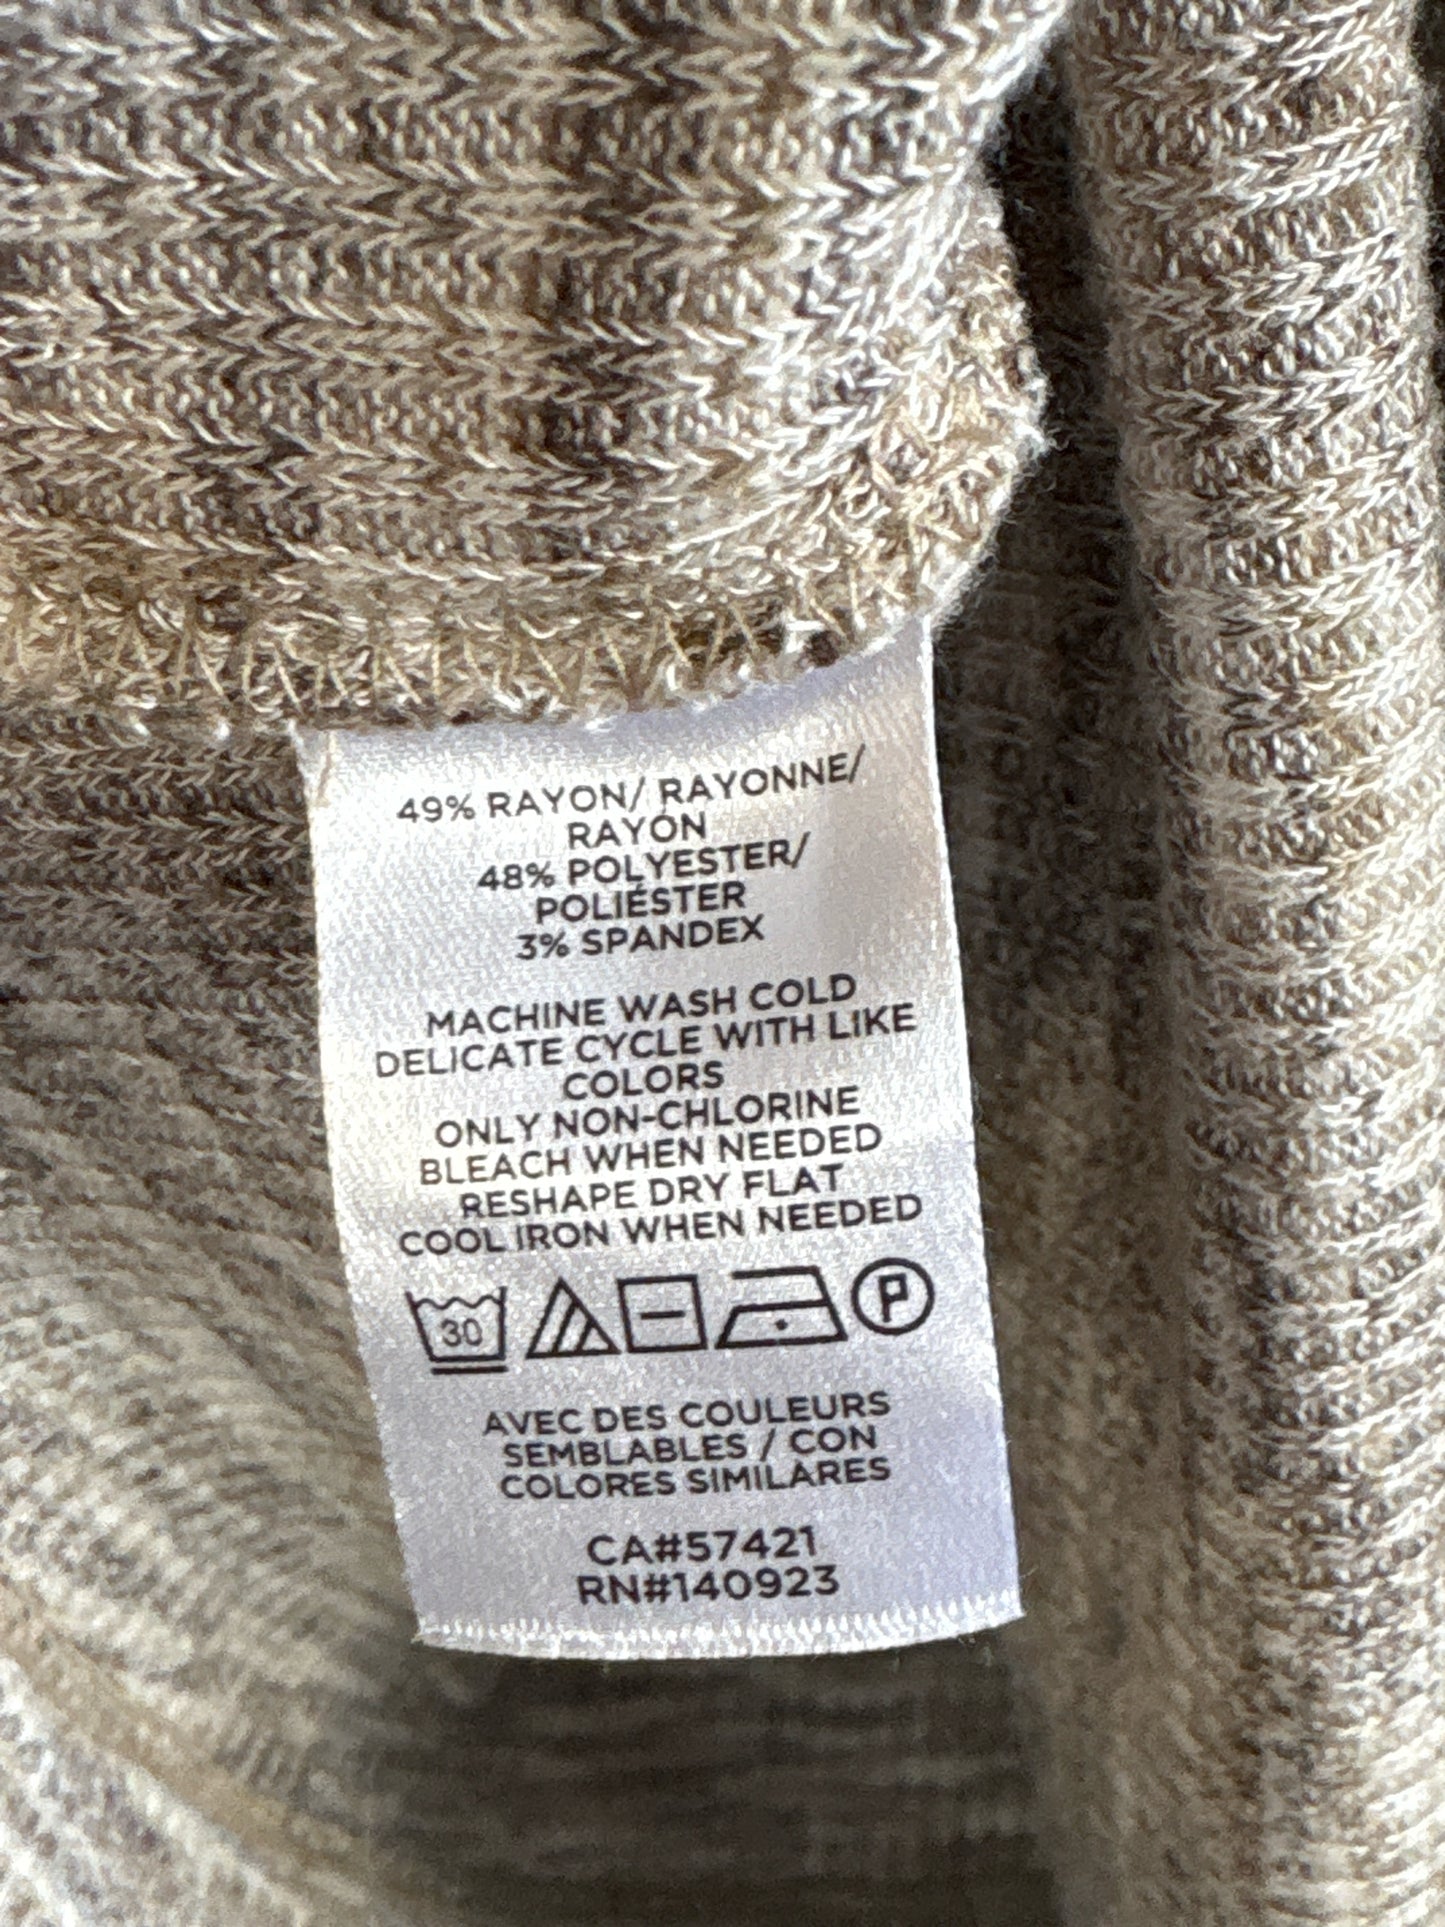 49% RAYON/ RAYONNE/
RAYÓN
48% POLYESTER/
POLIÉSTER
3% SPANDEX
MACHINE WASH COLD
DELICATE CYCLE WITH LIKE
COLORS
ONLY NON-CHLORINE
BLEACH WHEN NEEDED
RESHAPE DRY FLAT
COOL IRON WHEN NEEDED
30 P
AVEC DES COULEURS
SEMBLABLES / CON
COLORES SIMILARES
CA#57421
RN#140923